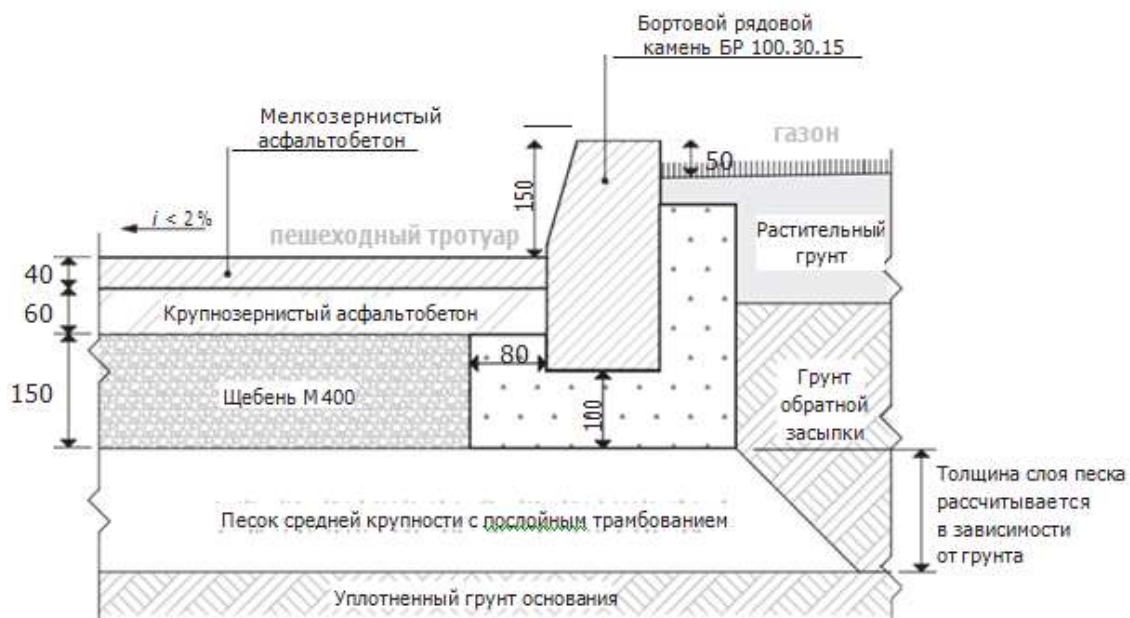 Бортовой рядовой
камень БР 100.30.15
Мелкозернистый
асфальтобетон
газон
50
150
i < 2%
пешеходный тротуар
Растительный
грунт
40
60
Крупнозернистый асфальтобетон
80
150
Щебень М400
100
Грунт
обратной
засыпки
Толщина слоя песка
рассчитывается
в зависимости
от грунта
Песок средней крупности с послойным трамбованием
Уплотненный грунт основания